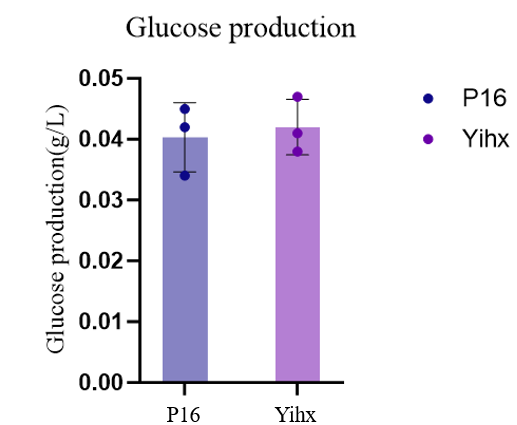 Glucose production
Glucose production(g/L)
0.05
0.04
0.03
0.02
0.01
0.00
P16
Yihx
P16
Yihx